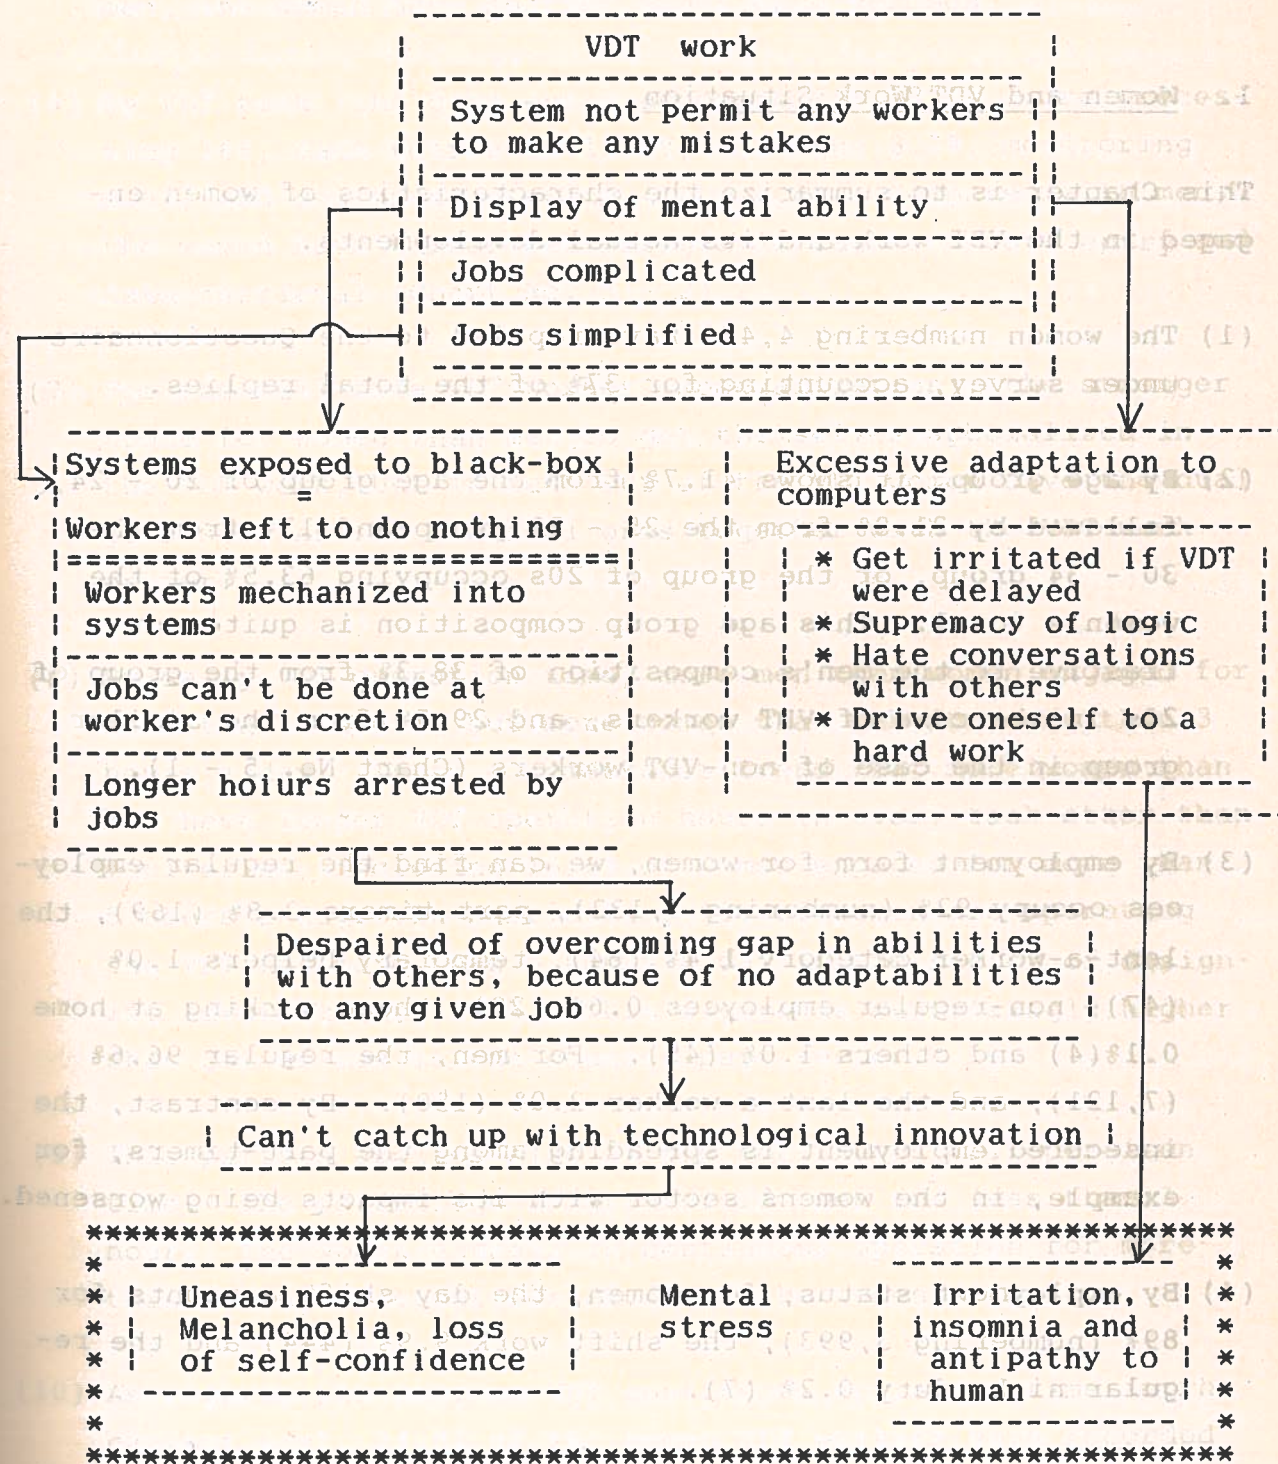 VDT work
System not permit any workers
to make any mistakes
Display of mental ability
Jobs complicated
Jobs simplified
Systems exposed to black-box
=
Workers left to do nothing
Workers mechanized into
systems
Jobs can't be done at
worker's discretion
Longer hoiurs arrested by
jobs
Excessive adaptation to
computers
* Get irritated if VDT
were delayed
* Supremacy of logic
* Hate conversations
with others
* Drive oneself to a
hard work
Despaired of overcoming gap in abilities
with others, because of no adaptabilities
to any given job
Can't catch up with technological innovation
Uneasiness,
Melancholia, loss
of self-confidence
Mental
stress
Irritation,
insomnia and
antipathy to
human